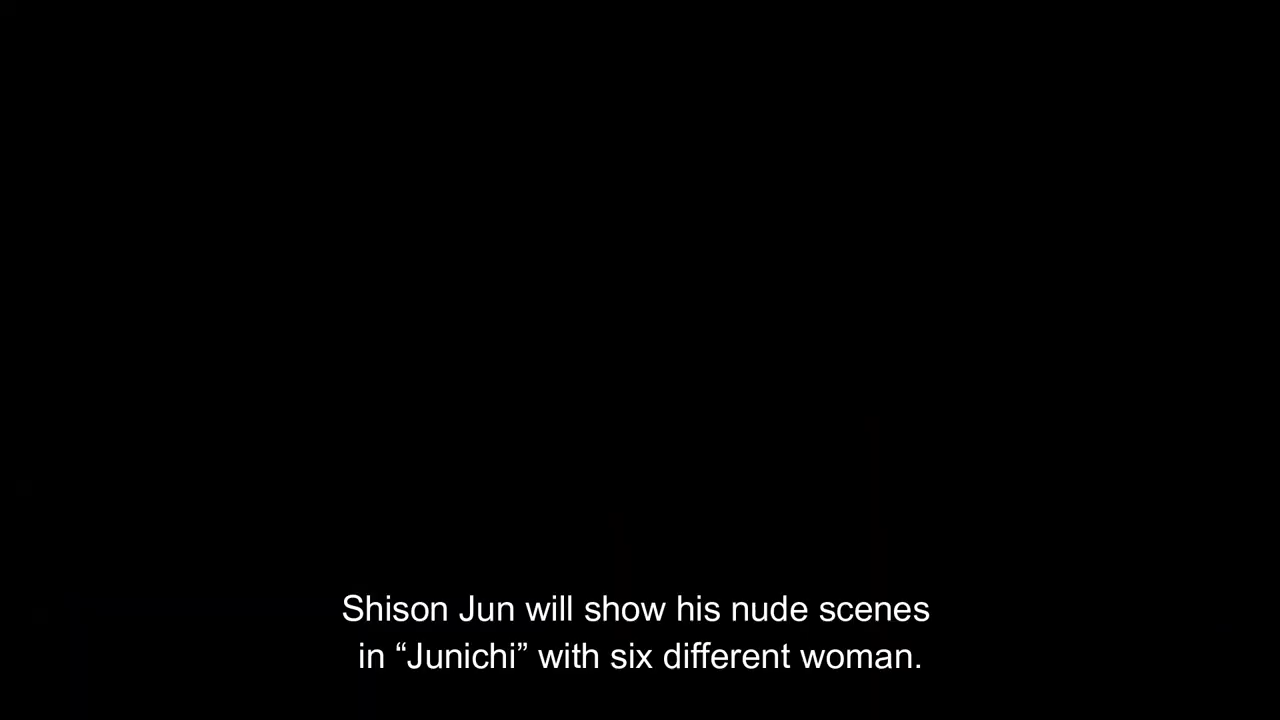 Shison Jun will show his nude scenes
in “Junichi” with six different woman.